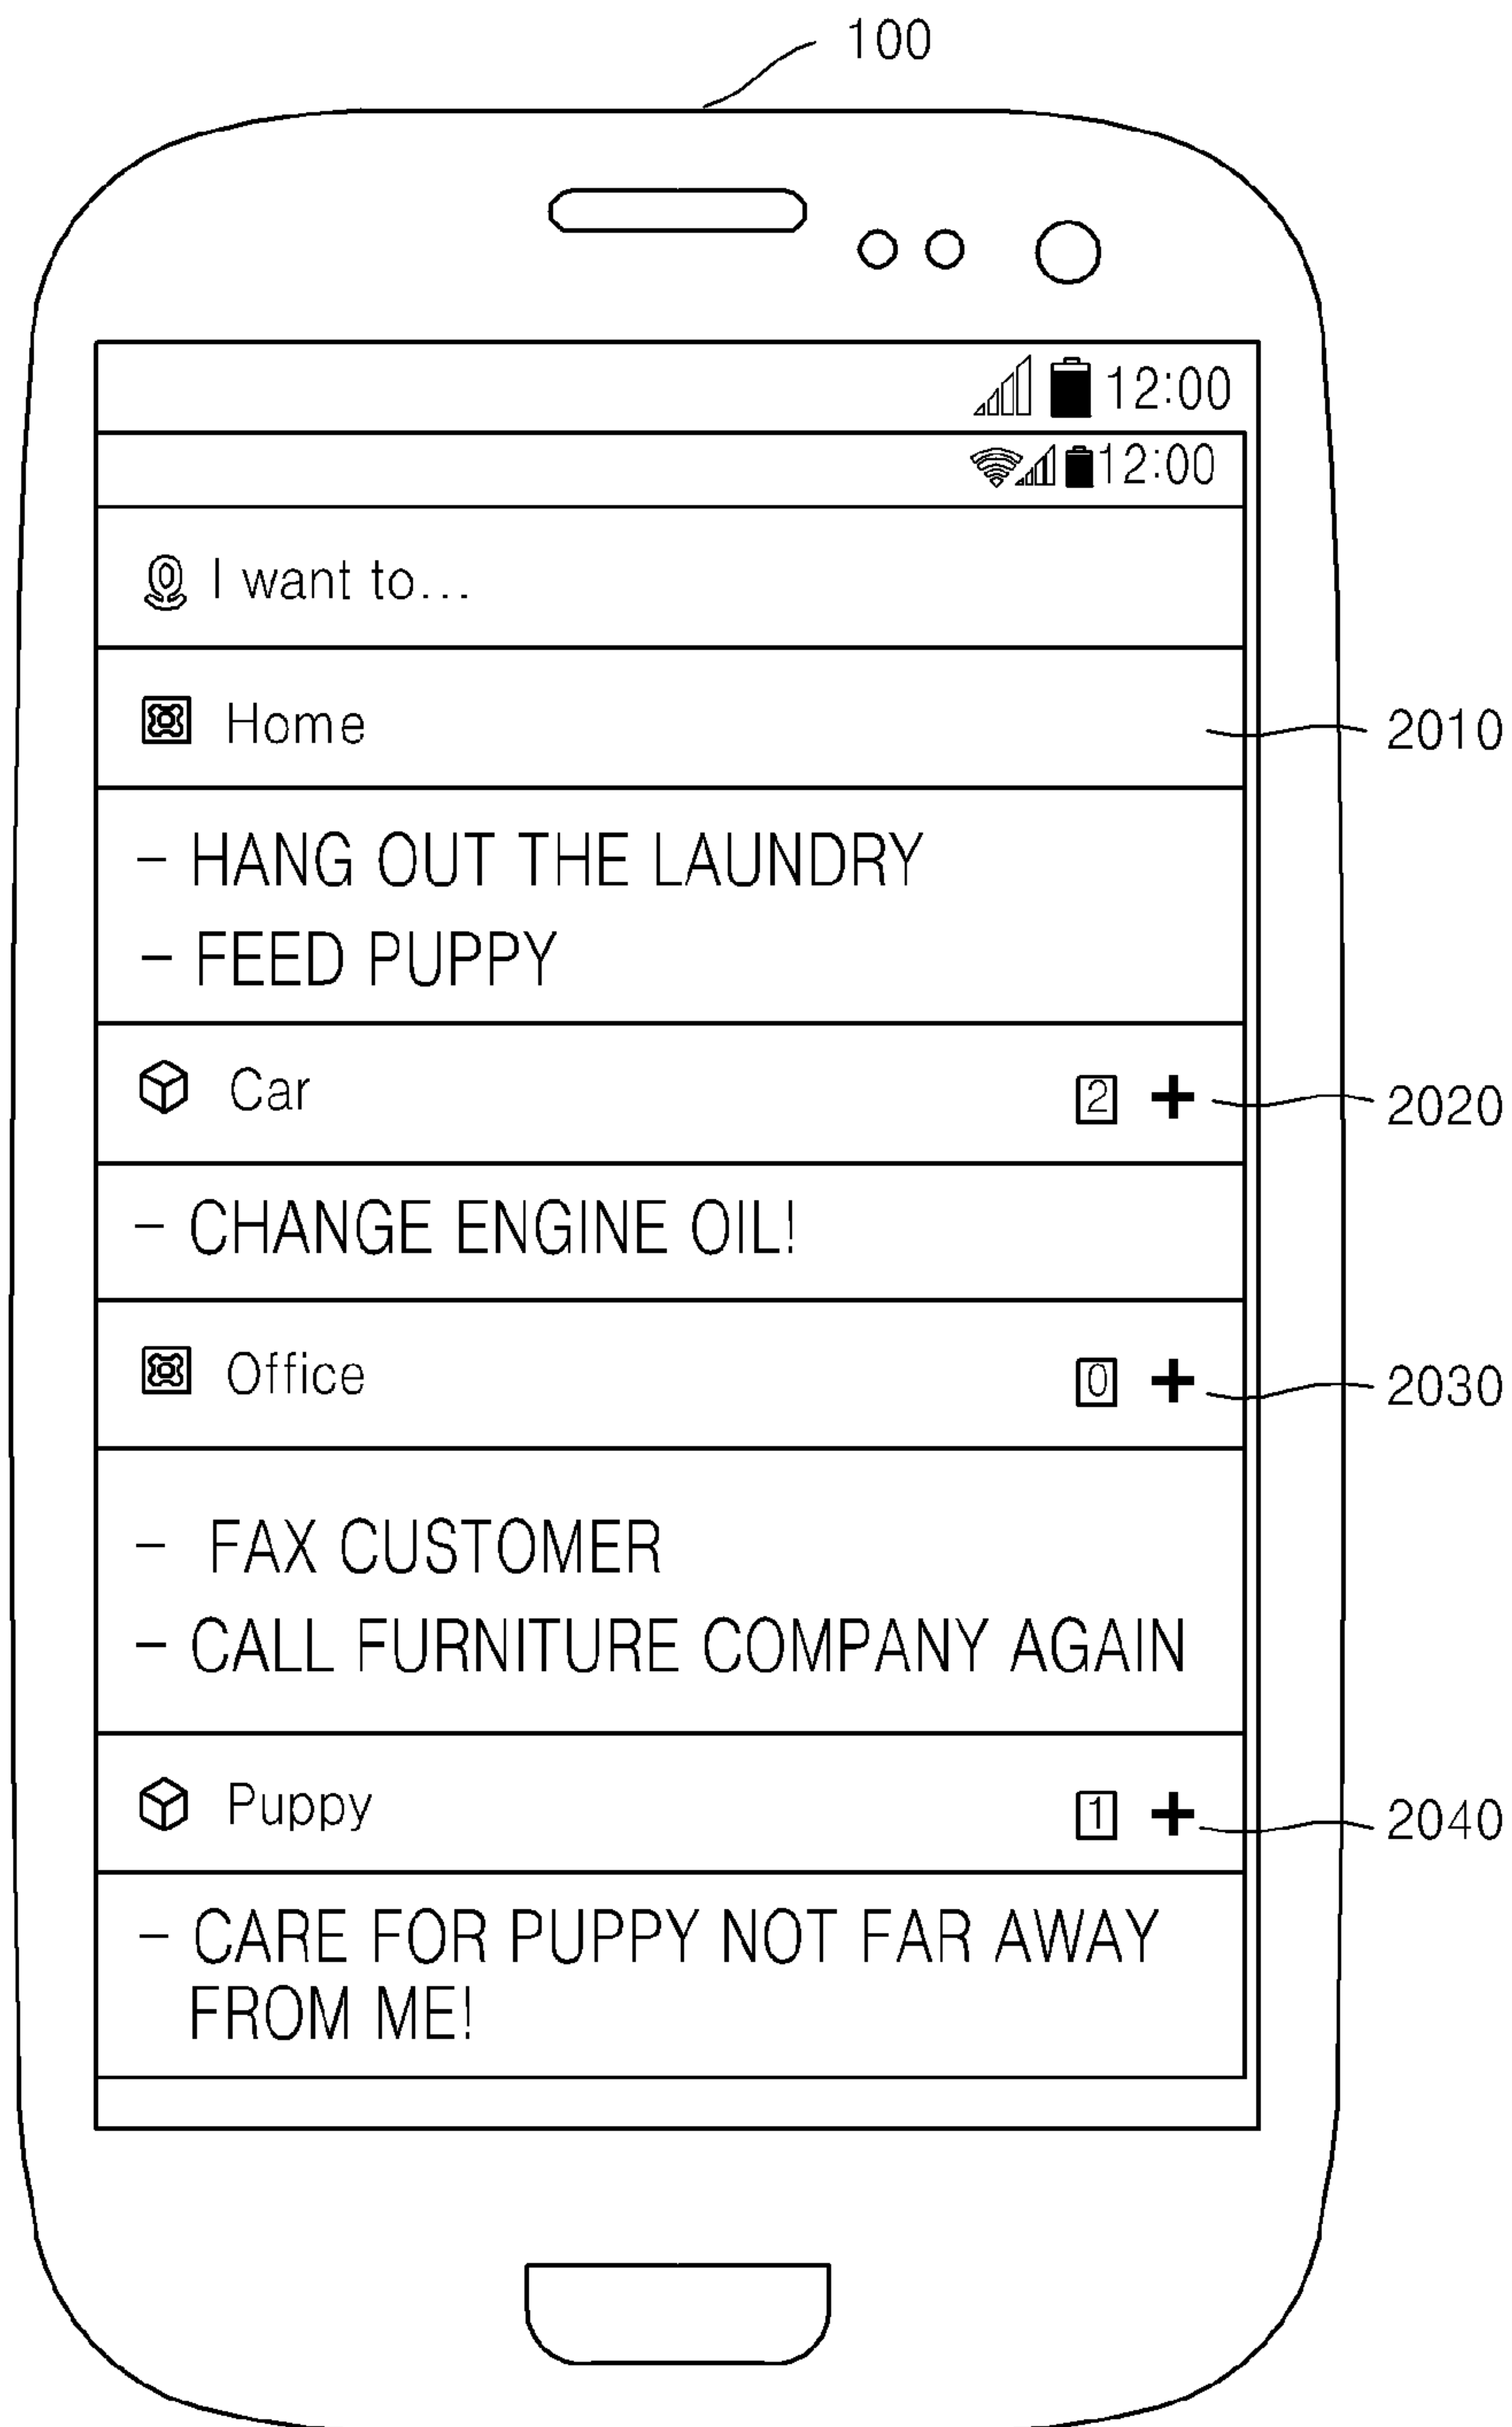 100
12:00
12:00
I want to...
Home
2010
- HANG OUT THE LAUNDRY
- FEED PUPPY
Car 2 +
2020
- CHANGE ENGINE OIL!
Office 0 +
2030
- FAX CUSTOMER
- CALL FURNITURE COMPANY AGAIN
Puppy 1 +
2040
- CARE FOR PUPPY NOT FAR AWAY
FROM ME!